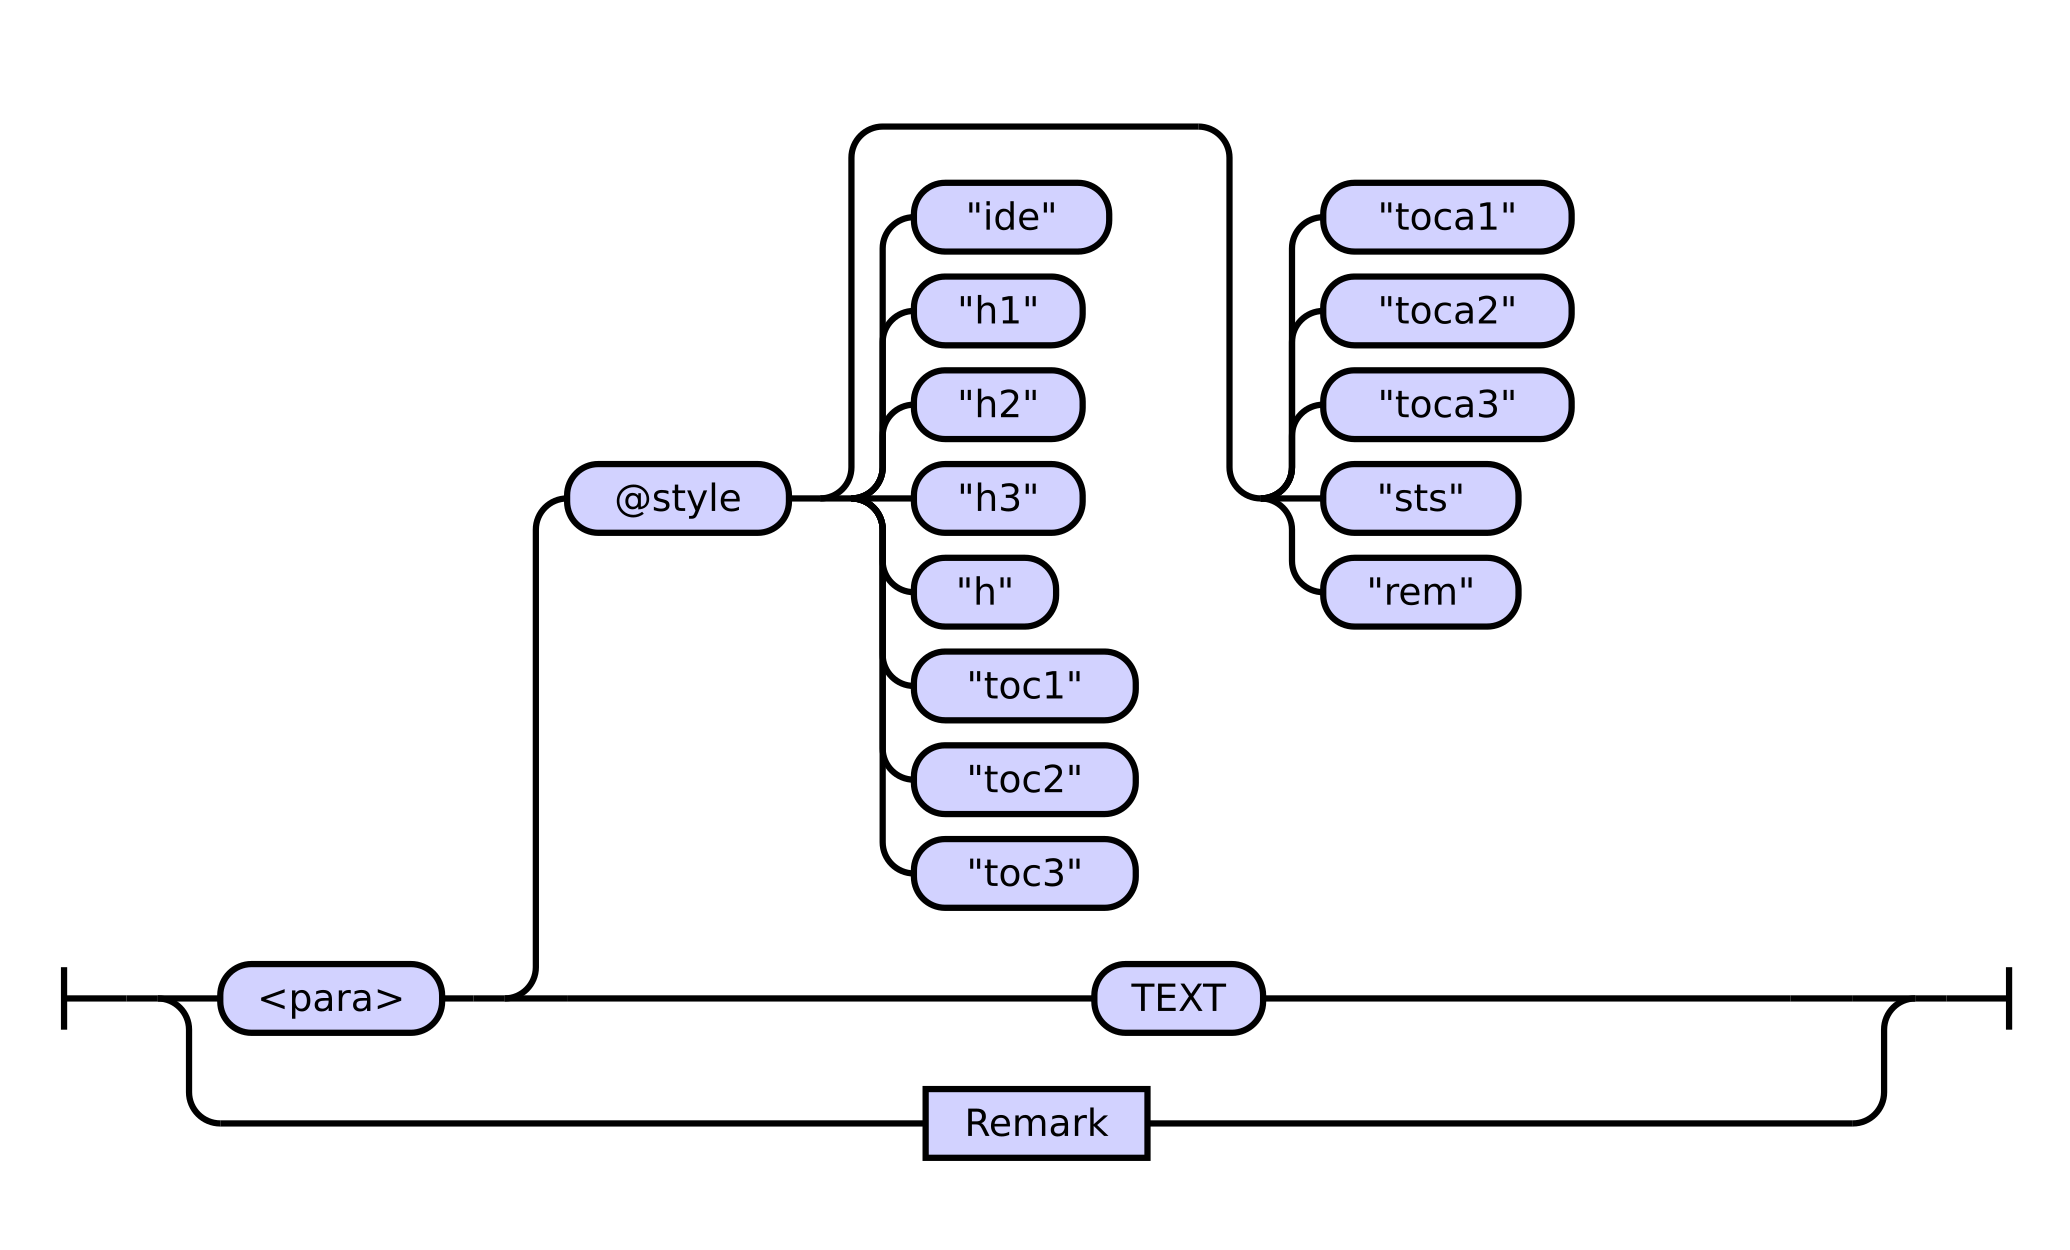 "ide"
"h1"
"h2"
@style
"h3"
"h"
"toc1"
"toc2"
"toc3"
"toca1"
"toca2"
"toca3"
"sts"
"rem"
<para>
TEXT
Remark